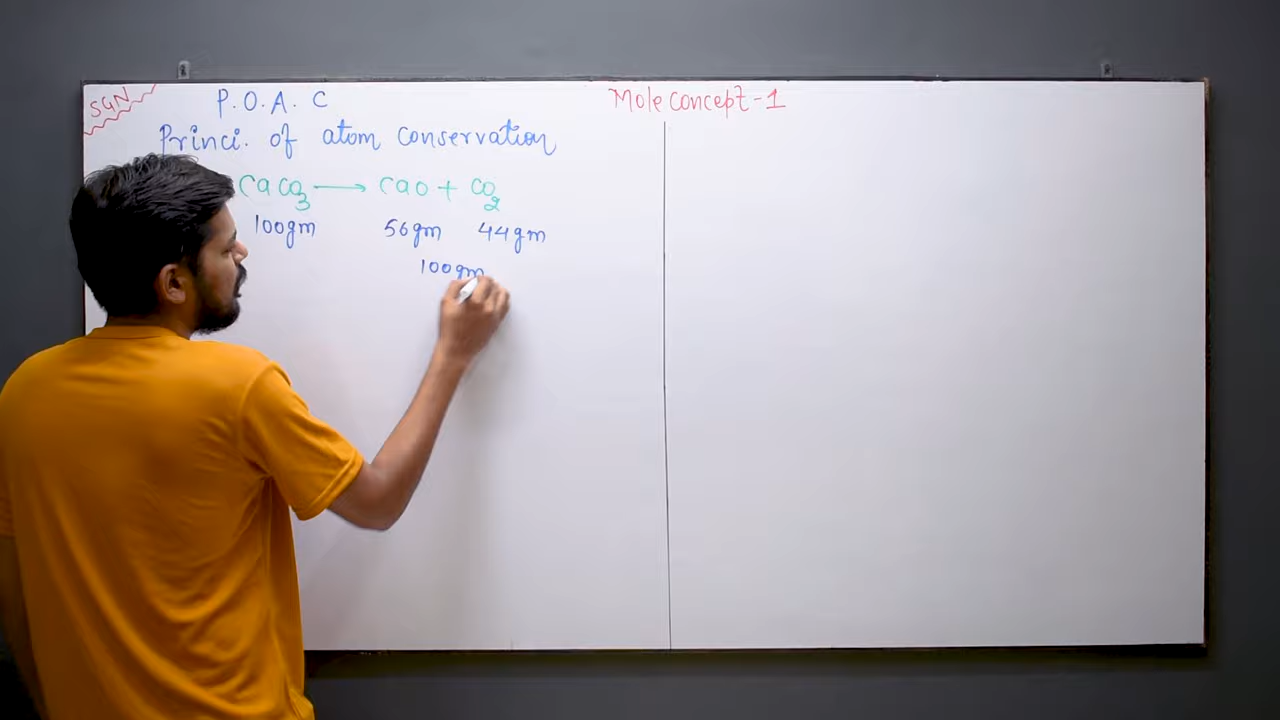 SGN
P.O.A.C
Mole concept-1
Princi. of atom conservation
CaCO3 → CaO + CO2
100gm 56gm 44gm
100gm